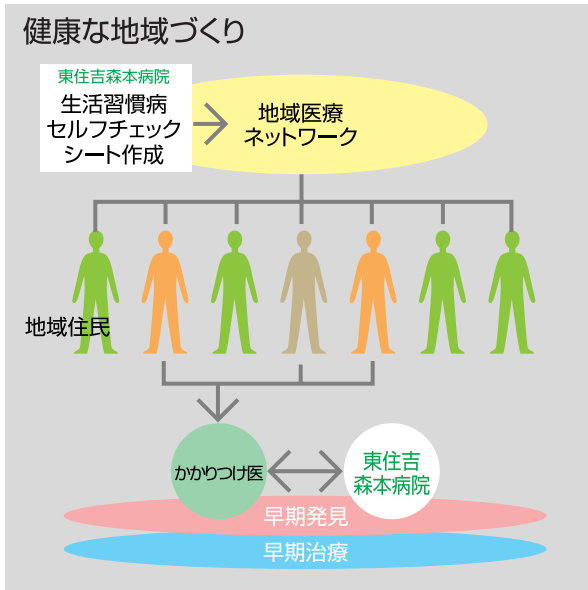 健康な地域づくり
東住吉森本病院
生活習慣病
セルフチェック
シート作成
地域医療
ネットワーク
地域住民
かかりつけ医
東住吉
森本病院
早期発見
早期治療